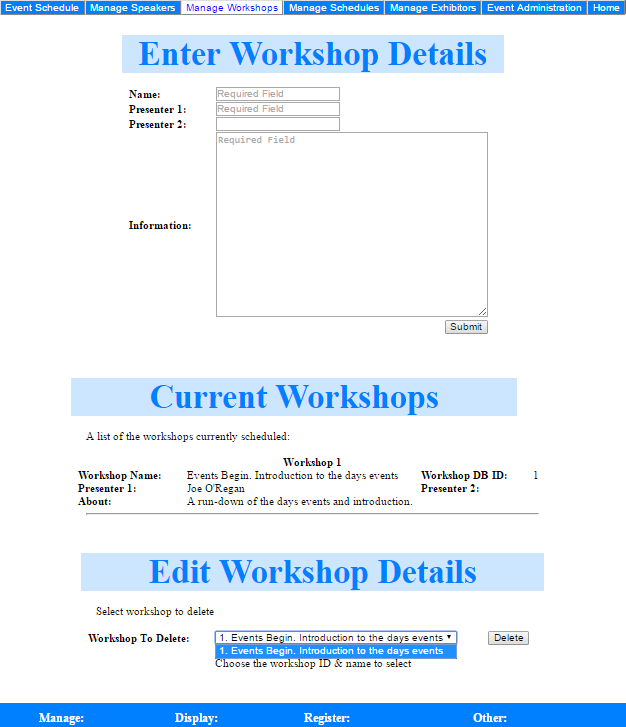 Event Schedule Manage Speakers Manage Workshops Manage Schedules Manage Exhibitors Event Administration Home
Enter Workshop Details
Name: Required Field
Presenter 1: Required Field
Presenter 2:
Required Field
Information:
Submit
Current Workshops
A list of the workshops currently scheduled:
Workshop 1
Workshop Name: Events Begin. Introduction to the days events Workshop DB ID: 1
Presenter 1: Joe O'Regan Presenter 2:
About: A run-down of the days events and introduction.
Edit Workshop Details
Select workshop to delete
Workshop To Delete: 1. Events Begin. Introduction to the days events Delete
1. Events Begin. Introduction to the days events
Choose the workshop ID & name to select
Manage: Display: Register: Other: